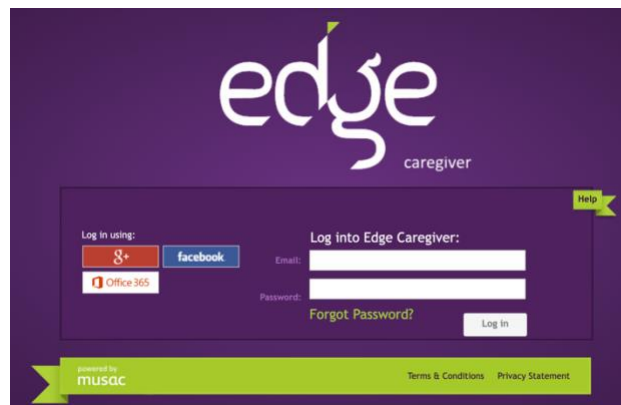 edge
caregiver
Help
Log in using:
g+
facebook
Office 365
Log into Edge Caregiver:
Email:
Password:
Forgot Password?
Log in
powered by
musac
Terms & Conditions Privacy Statement